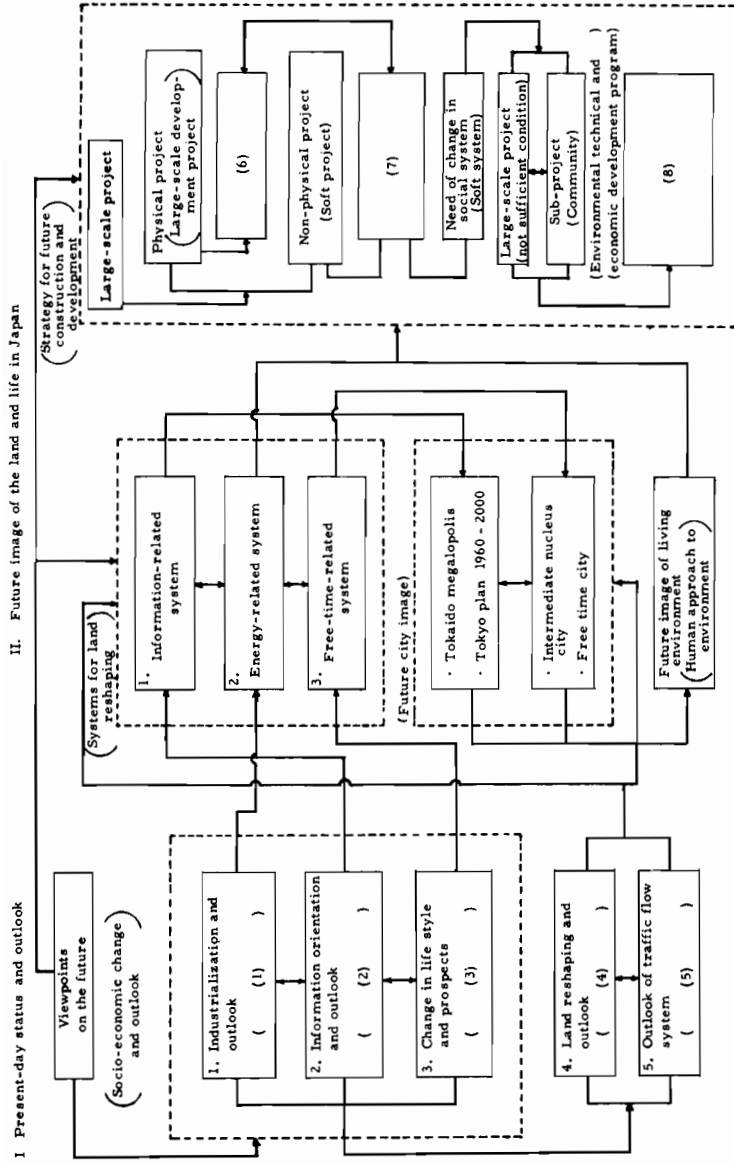 I Present-day status and outlook
Viewpoints
on the future
(Socio-economic change
and outlook)
1. Industrialization and
outlook
( (1) )
2. Information orientation
and outlook
( (2) )
3. Change in life style
and prospects
( (3) )
4. Land reshaping and
outlook
( (4) )
5. Outlook of traffic flow
system
( (5) )
II. Future image of the land and life in Japan
(Systems for land
reshaping)
1. Information-related
system
2. Energy-related system
3. Free-time-related
system
(Future city image)
· Tokaido megalopolis
· Tokyo plan 1960 - 2000
· Intermediate nucleus
city
· Free time city
Future image of living
environment
(Human approach to
environment)
(Strategy for future
construction and
development)
Large-scale project
Physical project
(Large-scale develop-
ment project)
(6)
Non-physical project
(Soft project)
(7)
Need of change in
social system
(Soft system)
Large-scale project
(not sufficient condition)
Sub-project
(Community)
(Environmental technical and )
(economic development program)
(8)